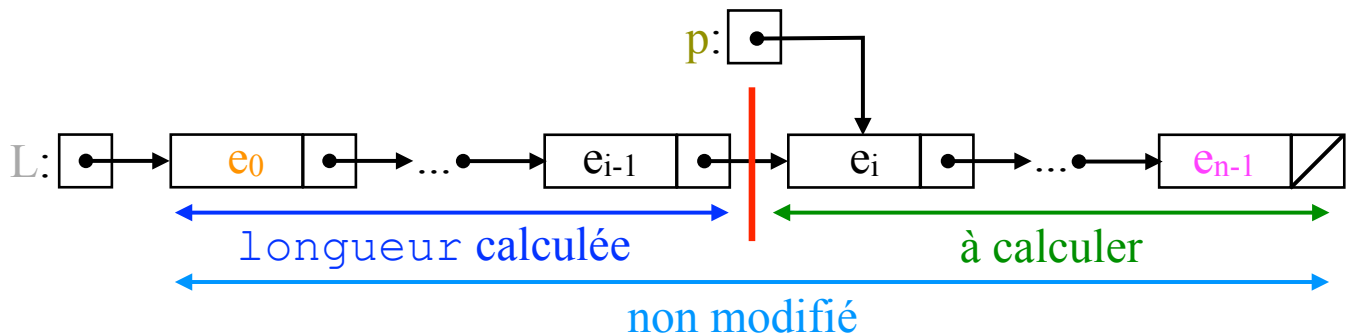 p:
L: e₀ ... eᵢ₋₁ eᵢ ... eₙ₋₁
longueur calculée à calculer
non modifié